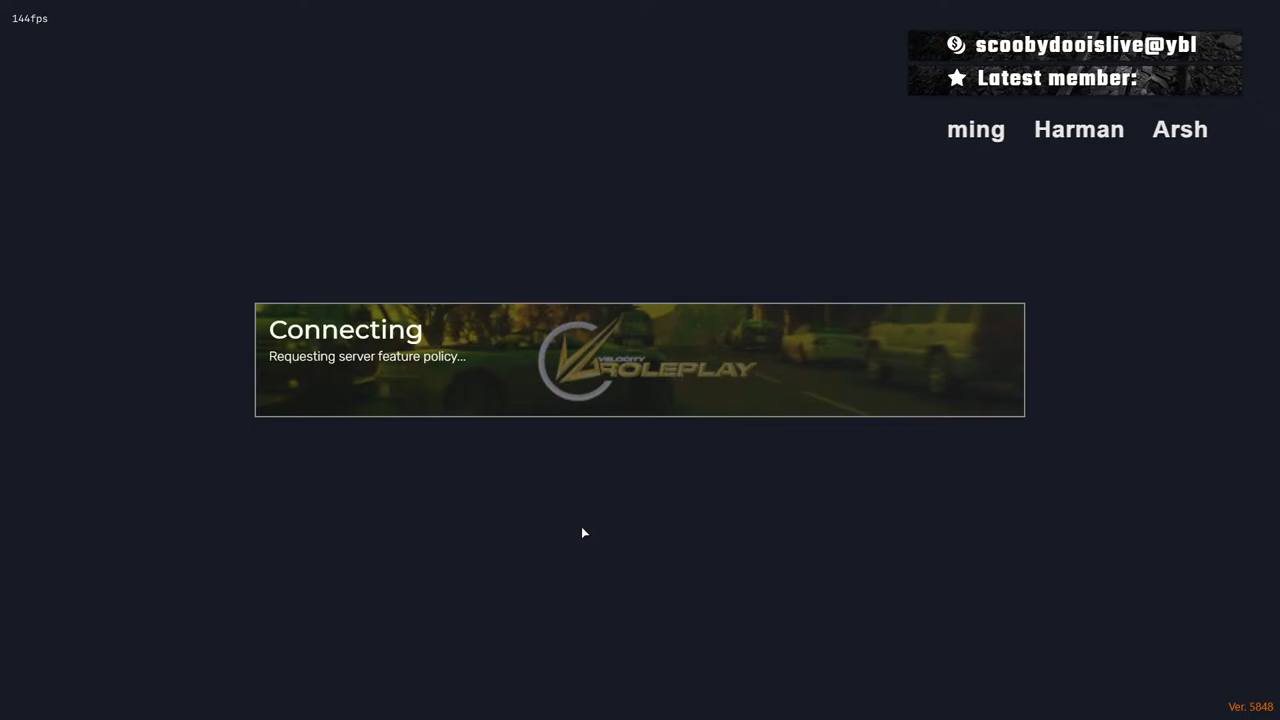 144fps
scoobydooislive@ybl
Latest member:
ming Harman Arsh
Connecting
Requesting server feature policy...
VELOCITY
ROLEPLAY
Ver. 5848